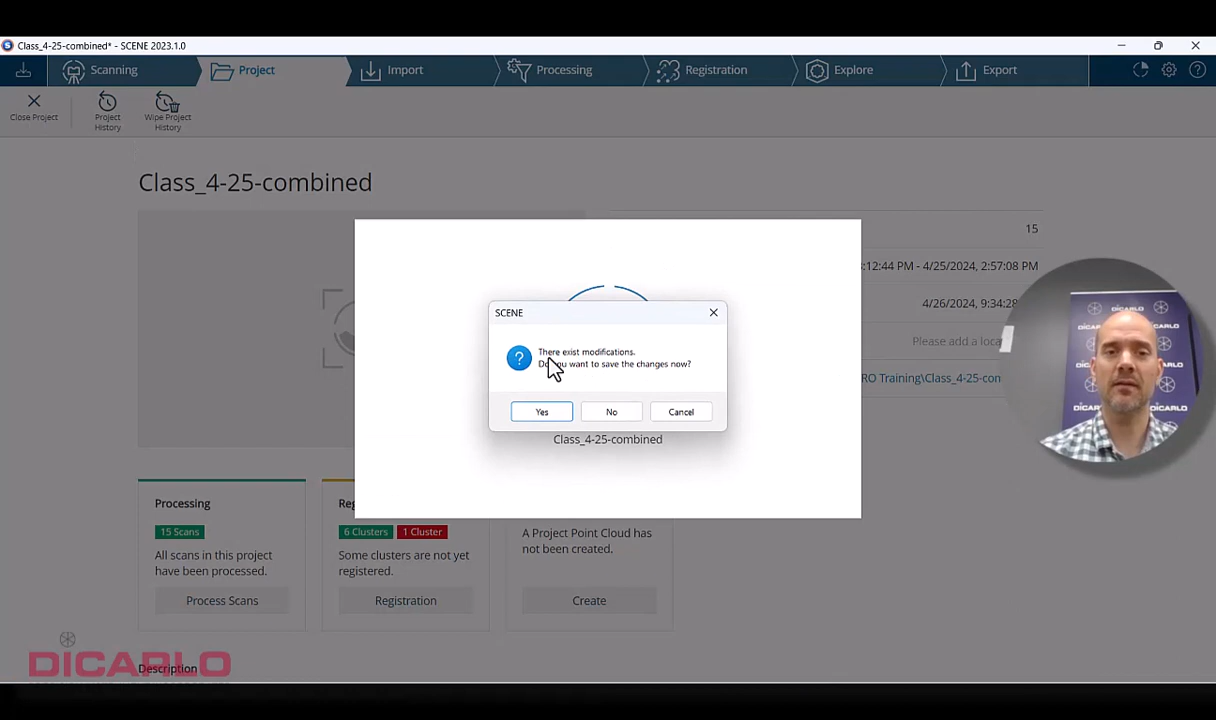 Class_4-25-combined* - SCENE 2023.1.0
Scanning
Project
Import
Processing
Registration
Explore
Export
Close Project
Project History
Wipe Project History
Class_4-25-combined
15
:12:44 PM - 4/25/2024, 2:57:08 PM
4/26/2024, 9:34:28
Please add a loca
RO Training\Class_4-25-con
SCENE
There exist modifications.
Do you want to save the changes now?
Yes
No
Cancel
Class_4-25-combined
Processing
15 Scans
All scans in this project
have been processed.
Process Scans
Reg
6 Clusters
1 Cluster
Some clusters are not yet
registered.
Registration
A Project Point Cloud has
not been created.
Create
DICARLO
Description
DICARLO